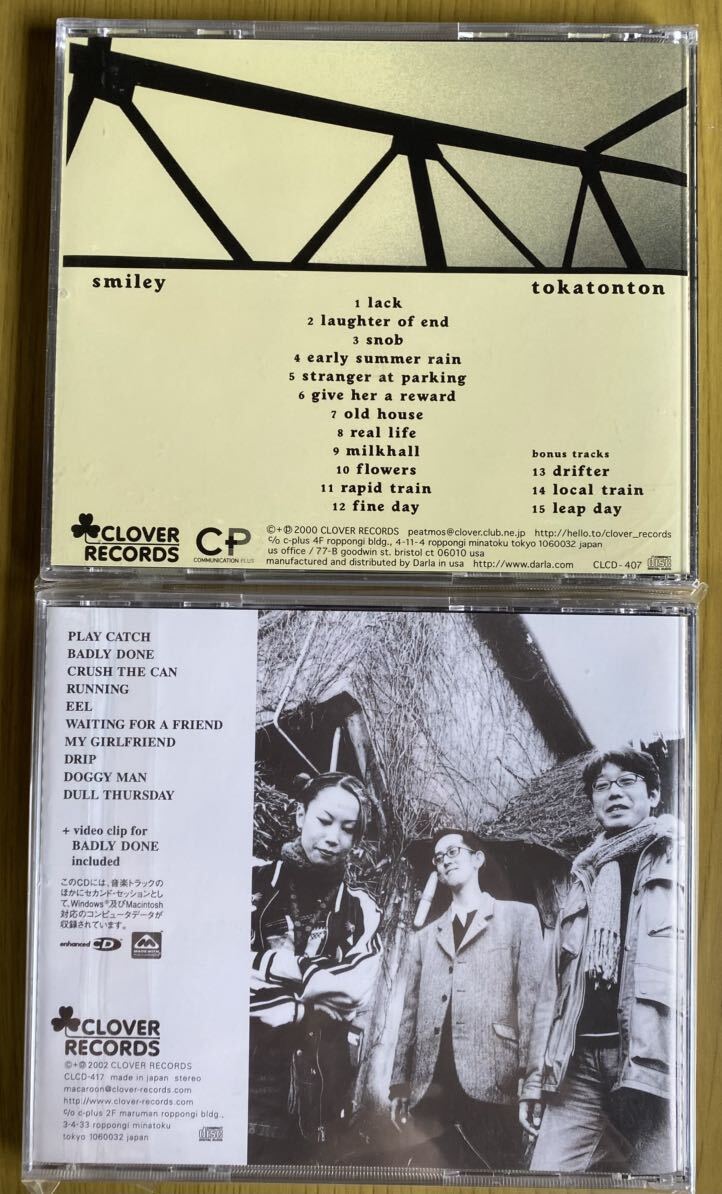 smiley
tokatonton
1 lack
2 laughter of end
3 snob
4 early summer rain
5 stranger at parking
6 give her a reward
7 old house
8 real life
9 milkhall
10 flowers
11 rapid train
12 fine day
bonus tracks
13 drifter
14 local train
15 leap day
CLOVER
RECORDS
C+P
COMMUNICATION PLUS
©+℗ 2000 CLOVER RECORDS peatmos@clover.club.ne.jp http://hello.to/clover_records
c/o c-plus 4F roppongi bldg., 4-11-4 roppongi minatoku tokyo 1060032 japan
us office / 77-B goodwin st. bristol ct 06010 usa
manufactured and distributed by Darla in usa http://www.darla.com CLCD-407
PLAY CATCH
BADLY DONE
CRUSH THE CAN
RUNNING
EEL
WAITING FOR A FRIEND
MY GIRLFRIEND
DRIP
DOGGY MAN
DULL THURSDAY
+ video clip for
BADLY DONE
included
このCDには、音楽トラックの
ほかにセカンド・セッションとし
て、Windows®及びMacintosh
対応のコンピュータデータが
収録されています。
enhanced CD
CLOVER
RECORDS
©+℗ 2002 CLOVER RECORDS
CLCD-417 made in japan stereo
macaroon@clover-records.com
http://www.clover-records.com
c/o c-plus 2F maruman roppongi bldg.,
3-4-33 roppongi minatoku
tokyo 1060032 japan